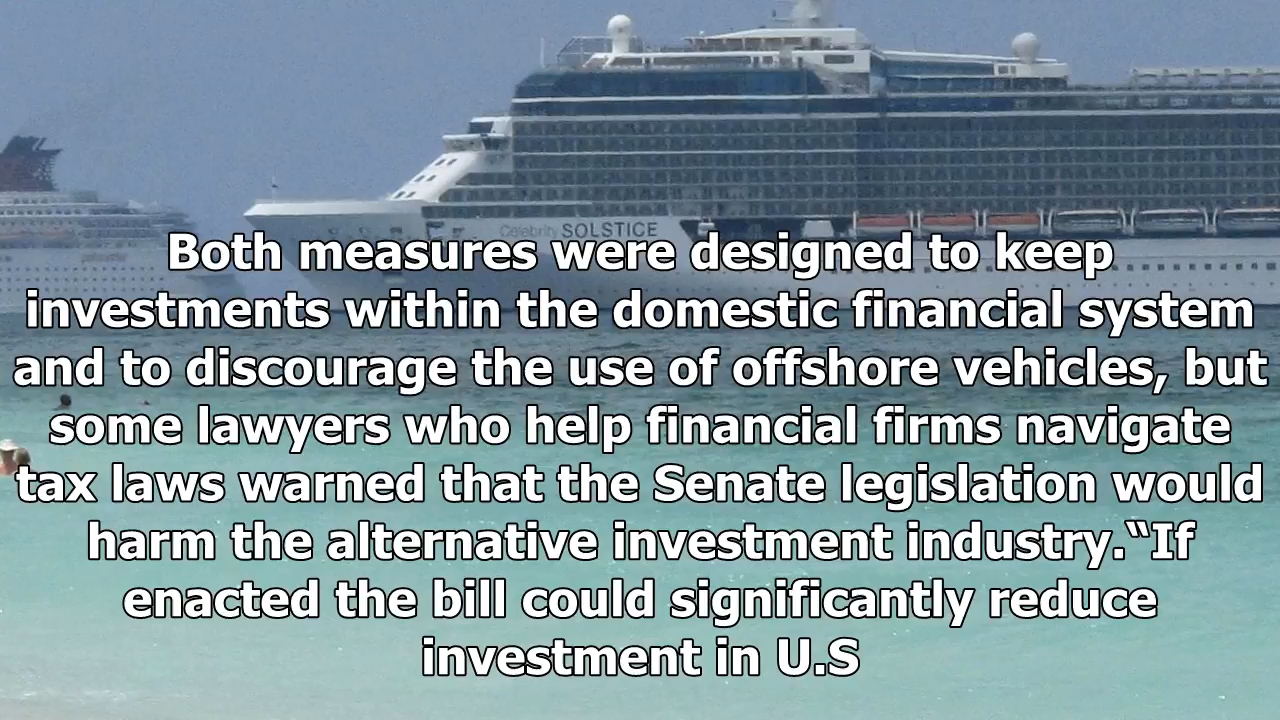 Celebrity SOLSTICE
Both measures were designed to keep
investments within the domestic financial system
and to discourage the use of offshore vehicles, but
some lawyers who help financial firms navigate
tax laws warned that the Senate legislation would
harm the alternative investment industry.“If
enacted the bill could significantly reduce
investment in U.S